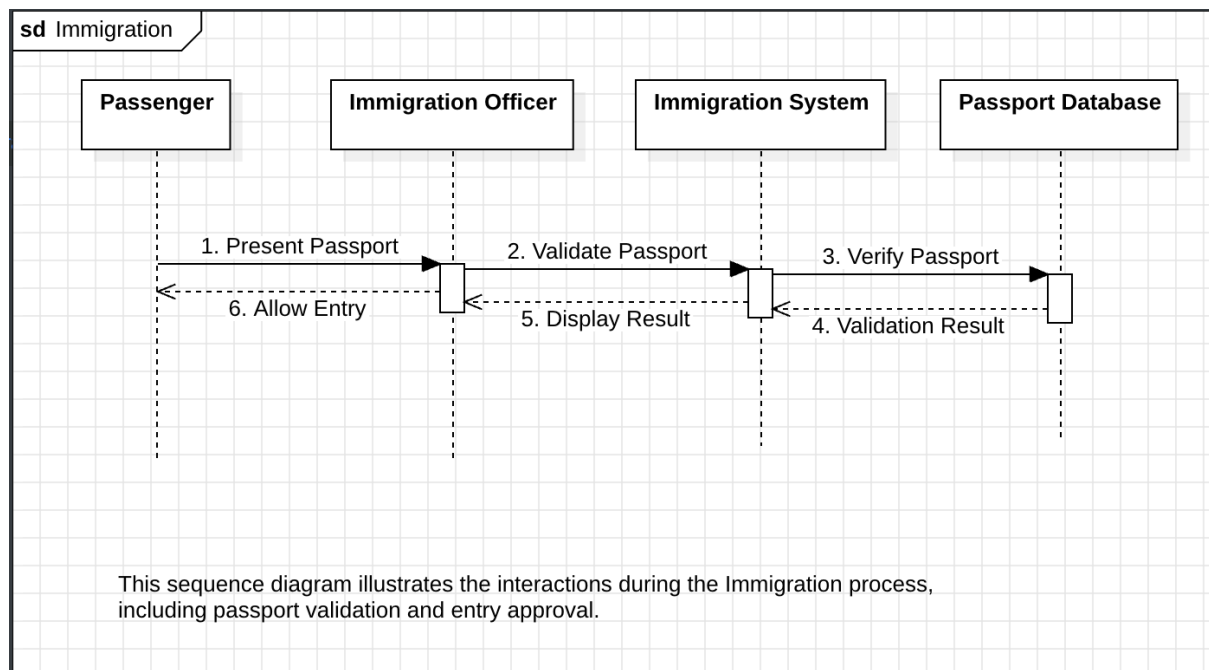 sd Immigration
Passenger
Immigration Officer
Immigration System
Passport Database
1. Present Passport
2. Validate Passport
3. Verify Passport
6. Allow Entry
5. Display Result
4. Validation Result
This sequence diagram illustrates the interactions during the Immigration process,
including passport validation and entry approval.